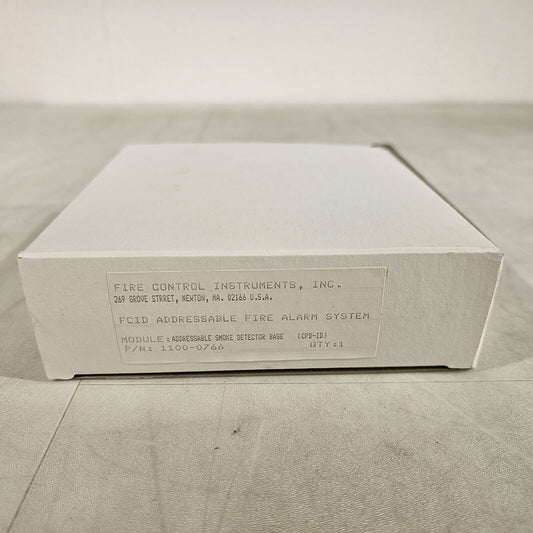 FIRE CONTROL INSTRUMENTS, INC.
269 GROVE STRRET, NEWTON, MA. 02166 U.S.A.
FCID ADDRESSABLE FIRE ALARM SYSTEM
MODULE: ADDRESSABLE SMOKE DETECTOR BASE (CPD-ID)
P/N: 1100-0766 QTY:1